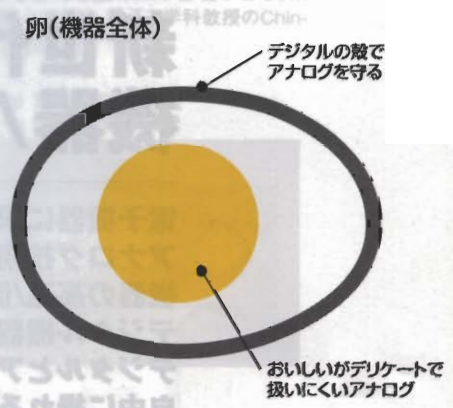 卵(機器全体)
デジタルの殻で
アナログを守る
おいしいがデリケートで
扱いにくいアナログ